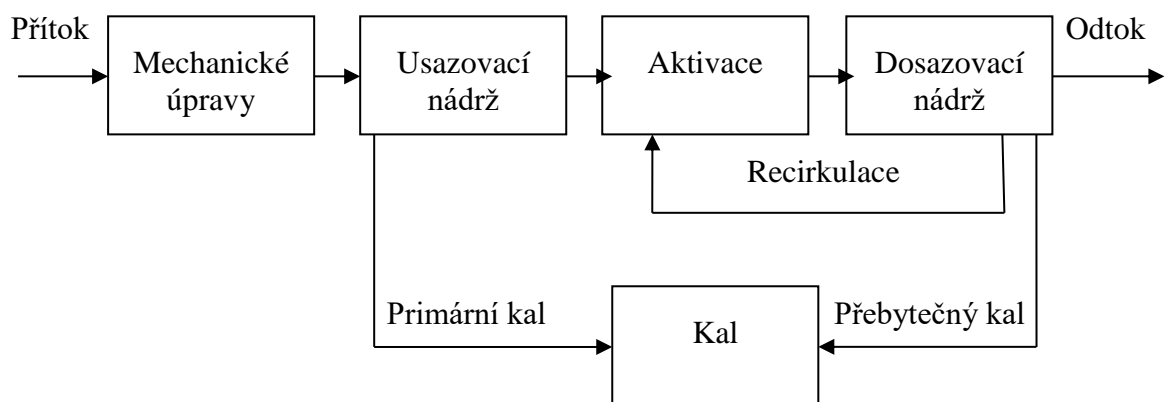 Přítok
Mechanické
úpravy
Usazovací
nádrž
Aktivace
Dosazovací
nádrž
Odtok
Recirkulace
Primární kal
Kal
Přebytečný kal